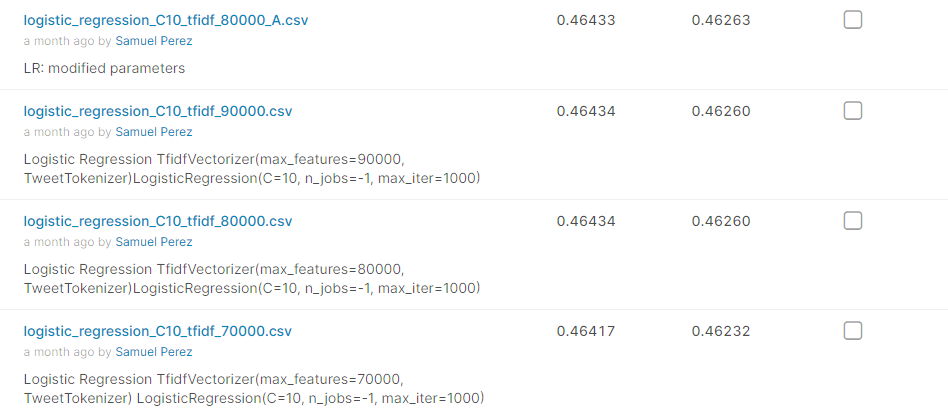 logistic_regression_C10_tfidf_80000_A.csv 0.46433 0.46263
a month ago by Samuel Perez
LR: modified parameters
logistic_regression_C10_tfidf_90000.csv 0.46434 0.46260
a month ago by Samuel Perez
Logistic Regression TfidfVectorizer(max_features=90000,
TweetTokenizer)LogisticRegression(C=10, n_jobs=-1, max_iter=1000)
logistic_regression_C10_tfidf_80000.csv 0.46434 0.46260
a month ago by Samuel Perez
Logistic Regression TfidfVectorizer(max_features=80000,
TweetTokenizer)LogisticRegression(C=10, n_jobs=-1, max_iter=1000)
logistic_regression_C10_tfidf_70000.csv 0.46417 0.46232
a month ago by Samuel Perez
Logistic Regression TfidfVectorizer(max_features=70000,
TweetTokenizer) LogisticRegression(C=10, n_jobs=-1, max_iter=1000)